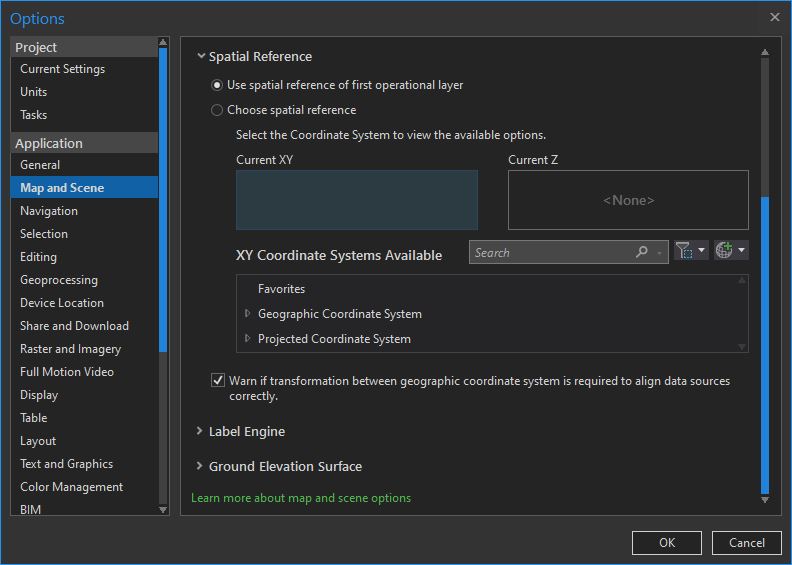 Options
Project
Current Settings
Units
Tasks
Application
General
Map and Scene
Navigation
Selection
Editing
Geoprocessing
Device Location
Share and Download
Raster and Imagery
Full Motion Video
Display
Table
Layout
Text and Graphics
Color Management
BIM
Spatial Reference
Use spatial reference of first operational layer
Choose spatial reference
Select the Coordinate System to view the available options.
Current XY
Current Z
<None>
XY Coordinate Systems Available
Search
Favorites
Geographic Coordinate System
Projected Coordinate System
Warn if transformation between geographic coordinate system is required to align data sources
correctly.
Label Engine
Ground Elevation Surface
Learn more about map and scene options
OK
Cancel